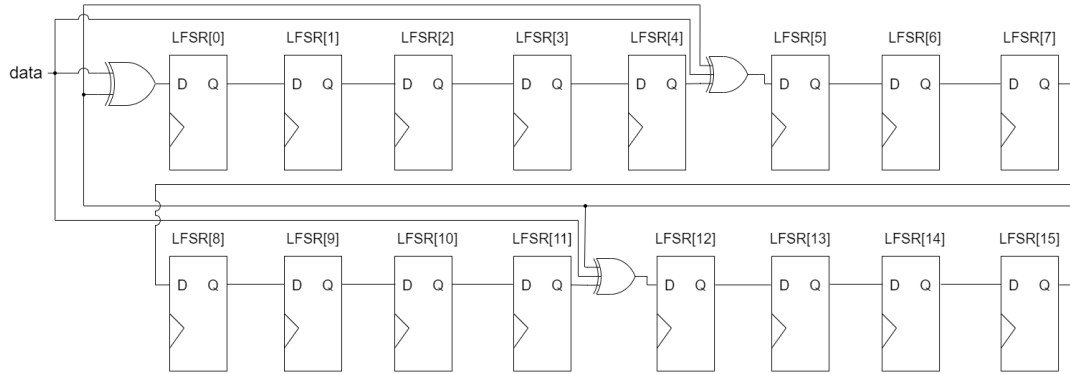 LFSR[0] LFSR[1] LFSR[2] LFSR[3] LFSR[4] LFSR[5] LFSR[6] LFSR[7]
data
D Q D Q D Q D Q D Q D Q D Q D Q
LFSR[8] LFSR[9] LFSR[10] LFSR[11] LFSR[12] LFSR[13] LFSR[14] LFSR[15]
D Q D Q D Q D Q D Q D Q D Q D Q